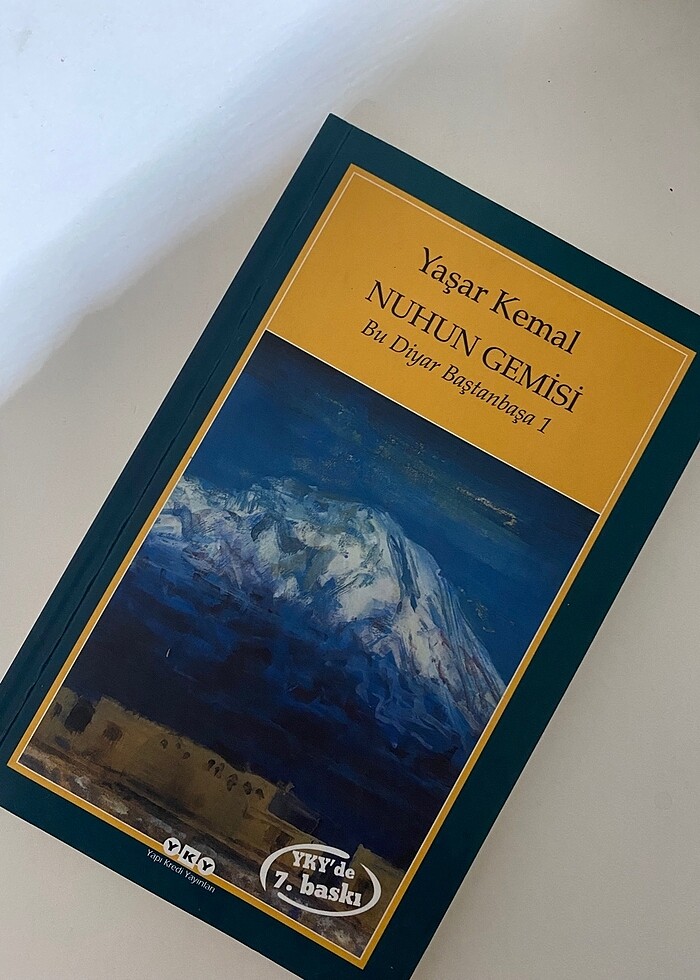 Yaşar Kemal
NUHUN GEMİSİ
Bu Diyar Baştanbaşa 1
YKY
Yapı Kredi Yayınları
YKY'de
7. baskı